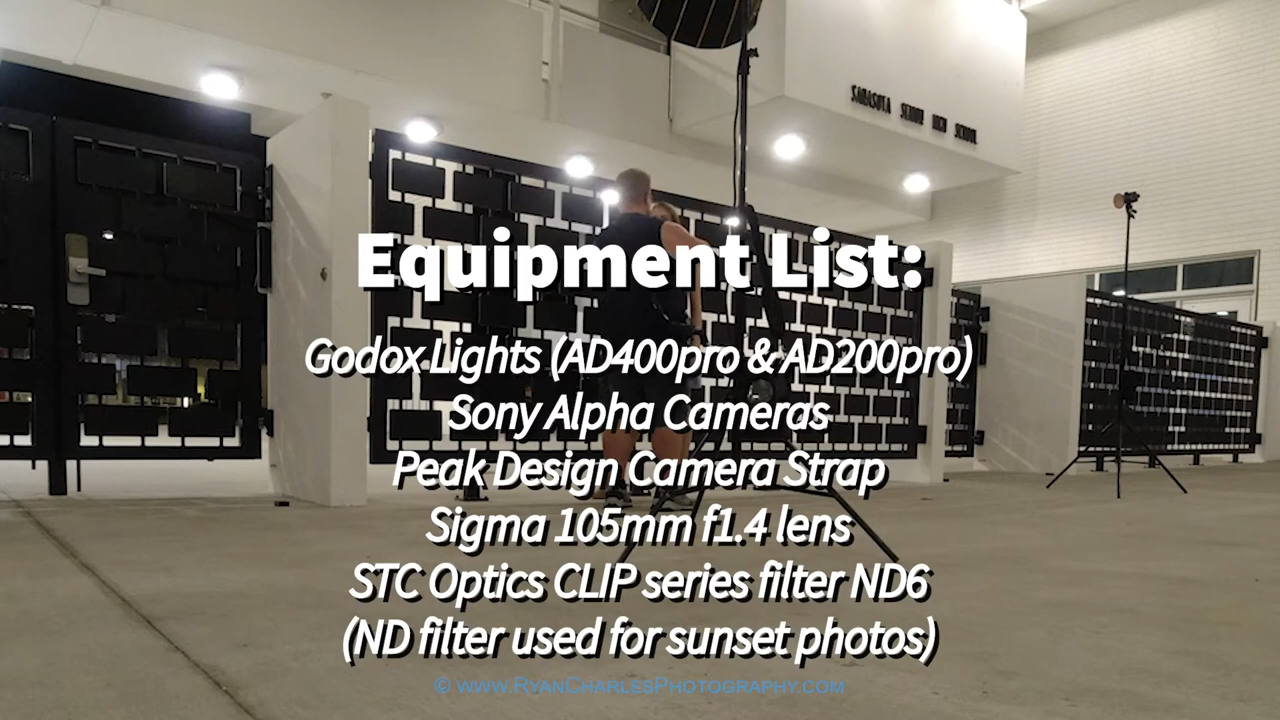 SARASOTA SENIOR HIGH SCHOOL
Equipment List:
Godox Lights (AD400pro & AD200pro)
Sony Alpha Cameras
Peak Design Camera Strap
Sigma 105mm f1.4 lens
STC Optics CLIP series filter ND6
(ND filter used for sunset photos)
© www.RyanCharlesPhotography.com